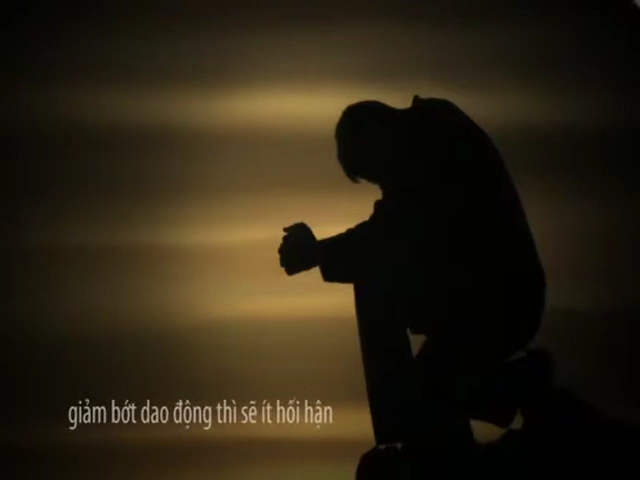 giảm bớt dao động thì sẽ ít hối hận